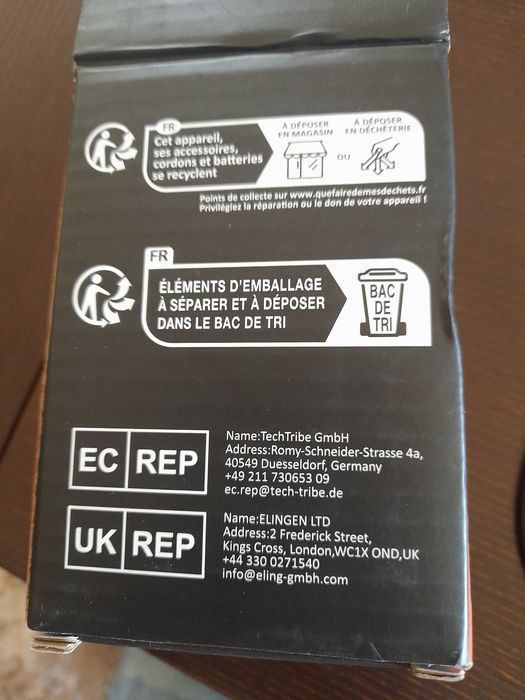 FR
Cet appareil,
ses accessoires,
cordons et batteries
se recyclent
À DÉPOSER
EN MAGASIN
OU
À DÉPOSER
EN DÉCHÈTERIE
Points de collecte sur www.quefairedemesdechets.fr
Privilégiez la réparation ou le don de votre appareil !
FR
ÉLÉMENTS D'EMBALLAGE
À SÉPARER ET À DÉPOSER
DANS LE BAC DE TRI
BAC
DE
TRI
EC REP
Name:TechTribe GmbH
Address:Romy-Schneider-Strasse 4a,
40549 Duesseldorf, Germany
+49 211 730653 09
ec.rep@tech-tribe.de
UK REP
Name:ELINGEN LTD
Address:2 Frederick Street,
Kings Cross, London,WC1X OND,UK
+44 330 0271540
info@eling-gmbh.com